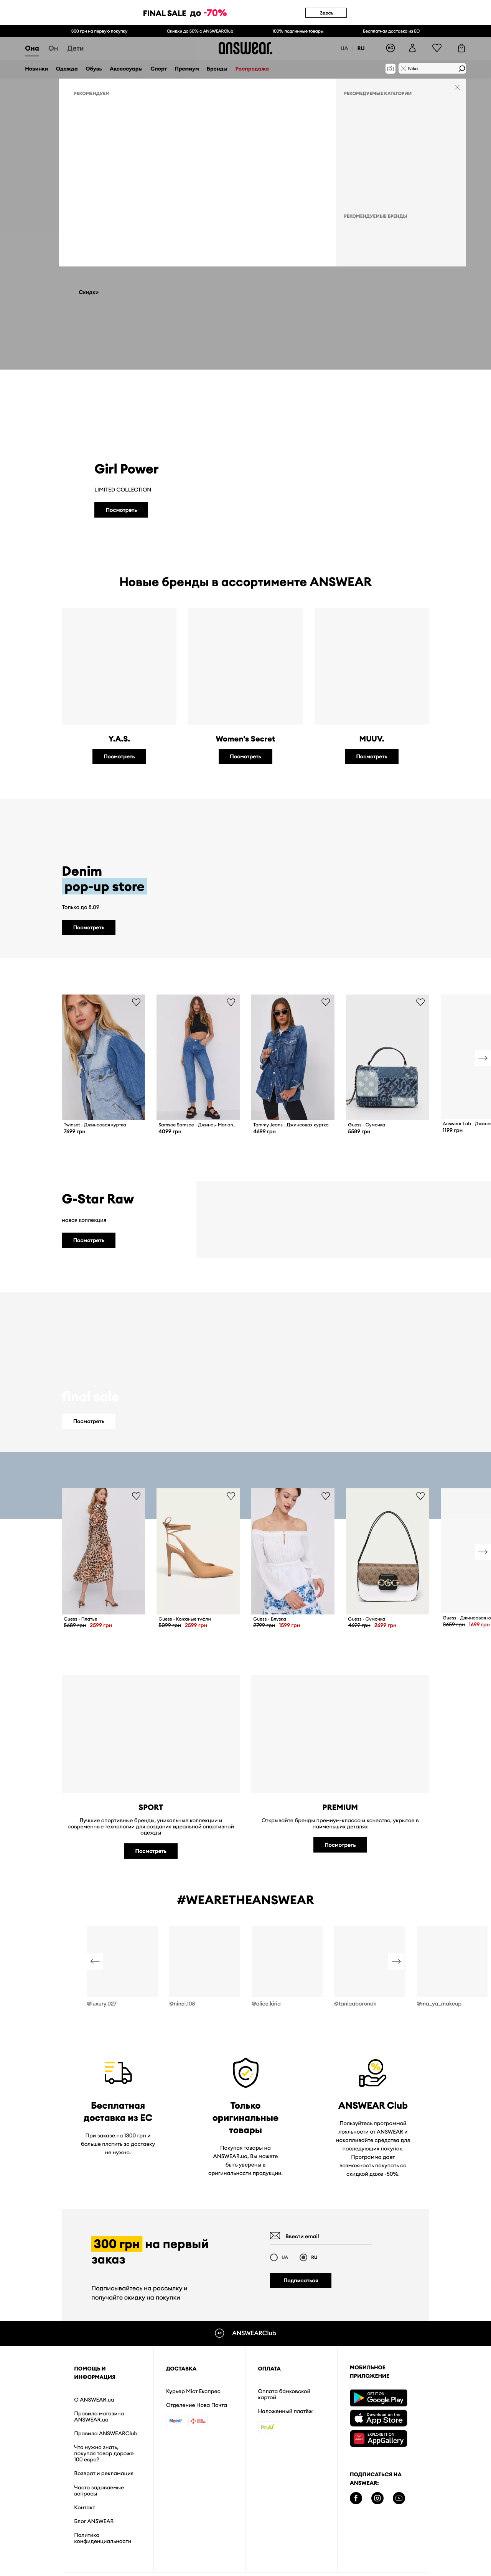 FINAL SALE до -70%
Здесь
300 грн на первую покупку
Скидки до 50% с ANSWEARClub
100% подлинные товары
Бесплатная доставка из ЕС
Она Он Дети
answear.
UA RU
Новинки Одежда Обувь Аксессуары Спорт Премиум Бренды Распродажа
Nike
РЕКОМЕНДУЕМ
РЕКОМЕДУЕМЫЕ КАТЕГОРИИ
РЕКОМЕНДУЕМЫЕ БРЕНДЫ
Скидки
Girl Power
LIMITED COLLECTION
Посмотреть
Новые бренды в ассортименте ANSWEAR
Y.A.S.
Посмотреть
Women's Secret
Посмотреть
MUUV.
Посмотреть
Denim
pop-up store
Только до 8.09
Посмотреть
Twinset - Джинсовая куртка
7699 грн
Samsoe Samsoe - Джинсы Marian...
4099 грн
Tommy Jeans - Джинсовая куртка
4699 грн
Guess - Сумочка
5589 грн
Answear Lab - Джинсо
1199 грн
G-Star Raw
новая коллекция
Посмотреть
final sale
Посмотреть
Guess - Платье
5689 грн 2599 грн
Guess - Кожаные туфли
5099 грн 2599 грн
Guess - Блузка
2799 грн 1599 грн
Guess - Сумочка
4699 грн 2699 грн
Guess - Джинсовая ю
3659 грн 1699 грн
SPORT
Лучшие спортивные бренды, уникальные коллекции и
современные технологии для создания идеальной спортивной
одежды
Посмотреть
PREMIUM
Открывайте бренды премиум-класса и качество, укрытое в
наименьших деталях
Посмотреть
#WEARETHEANSWEAR
@luxury.027
@ninel.108
@alice.kiria
@taniaaboronok
@ma_ya_makeup
Бесплатная
доставка из ЕС
При заказе на 1300 грн и
больше платить за доставку
не нужно.
Только
оригинальные
товары
Покупая товары на
ANSWEAR.ua, Вы можете
быть уверены в
оригинальности продукции.
ANSWEAR Club
Пользуйтесь программой
лояльности от ANSWEAR и
накапливайте средства для
последующих покупок.
Программа дает
возможность покупать со
скидкой даже -50%.
300 грн на первый
заказ
Подписывайтесь на рассылку и
получайте скидку на покупки
Ввести email
UA RU
Подписаться
ANSWEARClub
ПОМОЩЬ И
ИНФОРМАЦИЯ
О ANSWEAR.ua
Правила магазина
ANSWEAR.ua
Правила ANSWEARClub
Что нужно знать,
покупая товар дороже
100 евро?
Возврат и рекламация
Часто задаваемые
вопросы
Контакт
Блог ANSWEAR
Политика
конфиденциальности
ДОСТАВКА
Курьер Міст Експрес
Отделение Нова Почта
ОПЛАТА
Оплата банковской
картой
Наложенный платёж
PayU
МОБИЛЬНОЕ
ПРИЛОЖЕНИЕ
GET IT ON
Google Play
Download on the
App Store
EXPLORE IT ON
AppGallery
ПОДПИСАТЬСЯ НА
ANSWEAR: